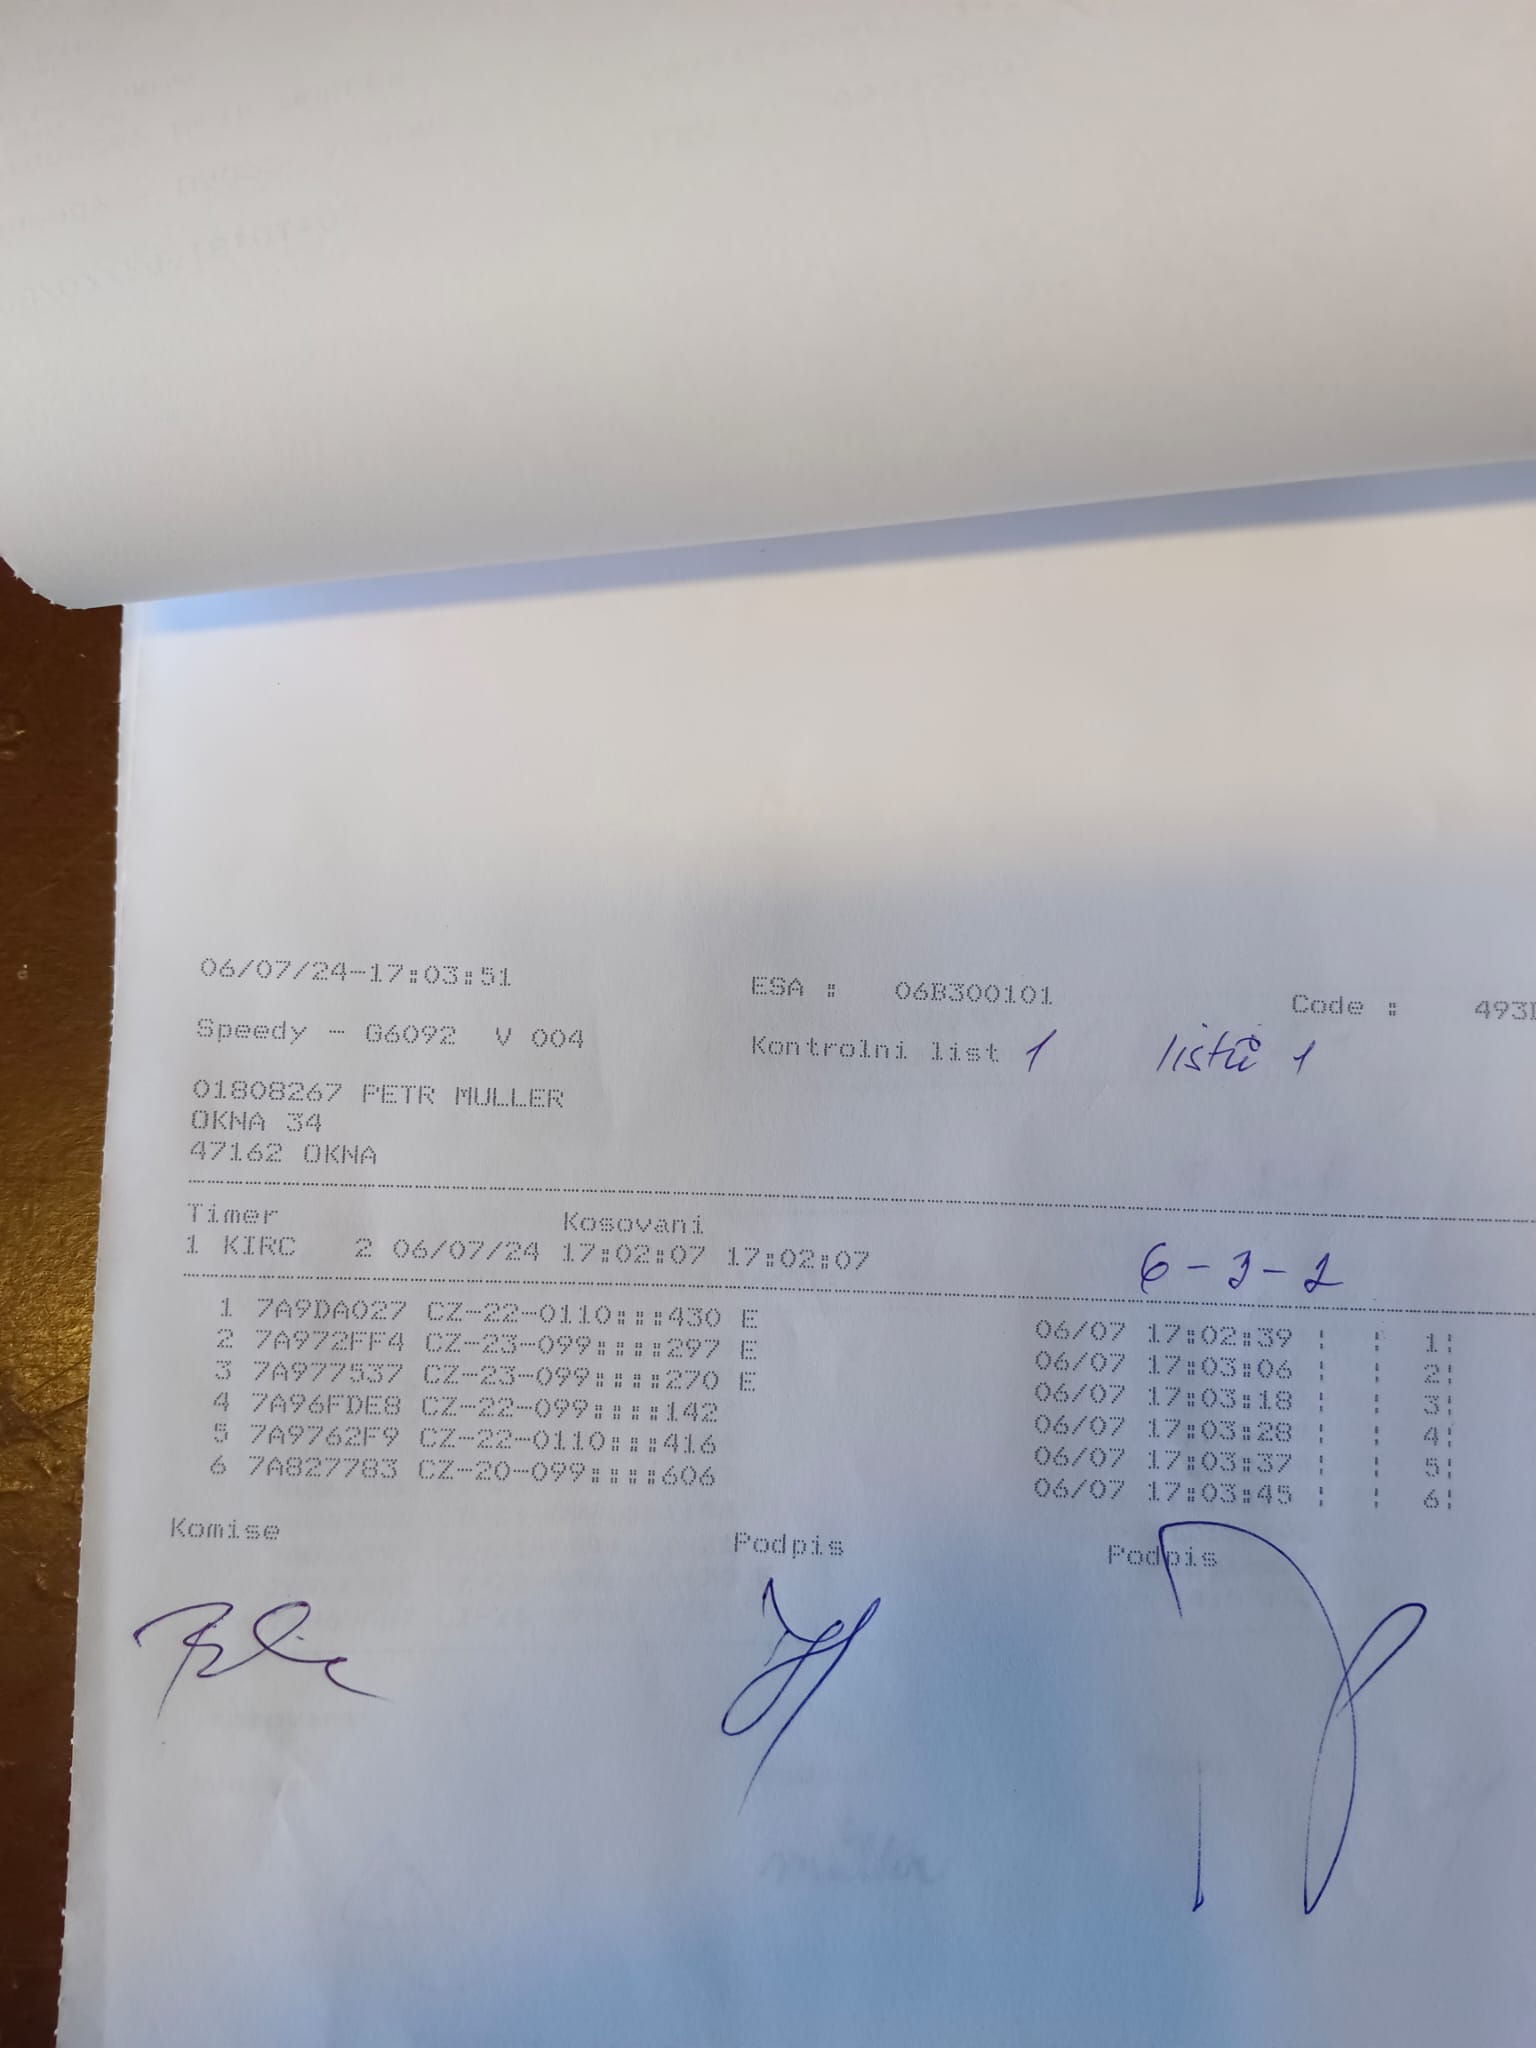 06/07/24-17:03:51 ESA : 06B300101 Code :
Speedy - G6092 V 004 Kontrolni list 1 listů 1
01808267 PETR MULLER
OKNA 34
47162 OKNA
Timer Kosovani
1 KIRC 2 06/07/24 17:02:07 17:02:07
1 7A9DA027 CZ-22-0110:::430 E 06/07 17:02:39 : : 1:
2 7A972FF4 CZ-23-099::::297 E 06/07 17:03:06 : : 2:
3 7A977537 CZ-23-099::::270 E 06/07 17:03:18 : : 3:
4 7A96FDE8 CZ-22-099::::142 06/07 17:03:28 : : 4:
5 7A9762F9 CZ-22-0110:::416 06/07 17:03:37 : : 5:
6 7A827783 CZ-20-099::::606 06/07 17:03:45 : : 6:
Komise Podpis Podpis